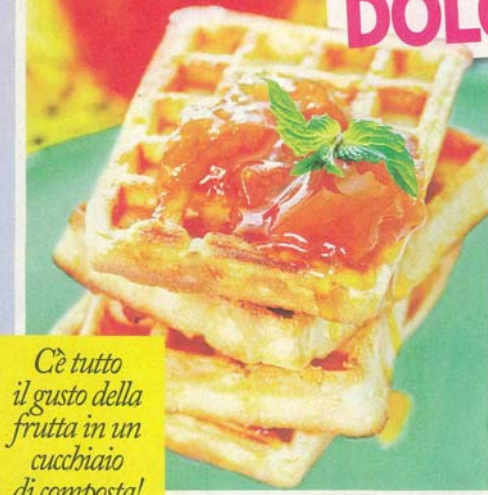 DOLC
C'è tutto
il gusto della
frutta in un
cucchiaio
di composta!